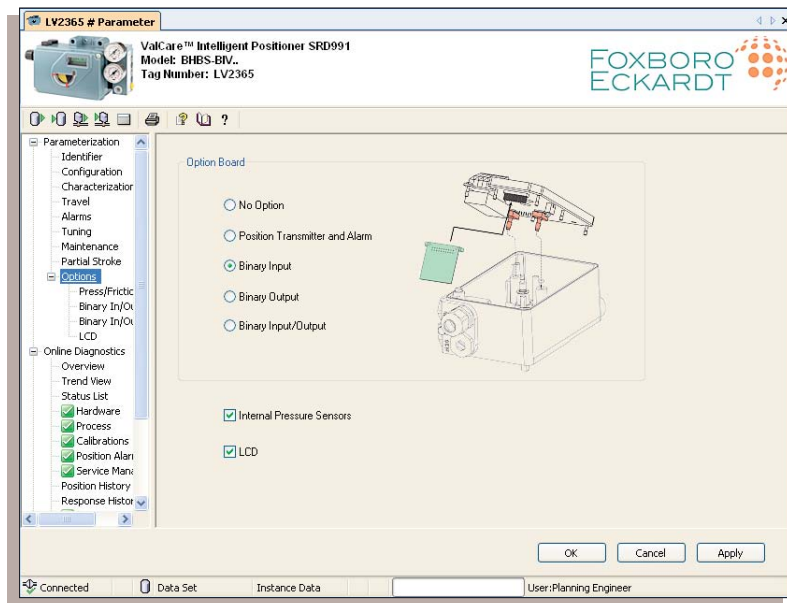 LV2365 # Parameter
ValCare™ Intelligent Positioner SRD991
Model: BHBS-BIV..
Tag Number: LV2365
FOXBORO
ECKARDT
Parameterization
Identifier
Configuration
Characterization
Travel
Alarms
Tuning
Maintenance
Partial Stroke
Options
Press/Frictic
Binary In/Ou
Binary In/Ou
LCD
Online Diagnostics
Overview
Trend View
Status List
Hardware
Process
Calibrations
Position Alarr
Service Mana
Position History
Response Histor
Option Board
No Option
Position Transmitter and Alarm
Binary Input
Binary Output
Binary Input/Output
Internal Pressure Sensors
LCD
OK
Cancel
Apply
Connected
Data Set
Instance Data
User:Planning Engineer